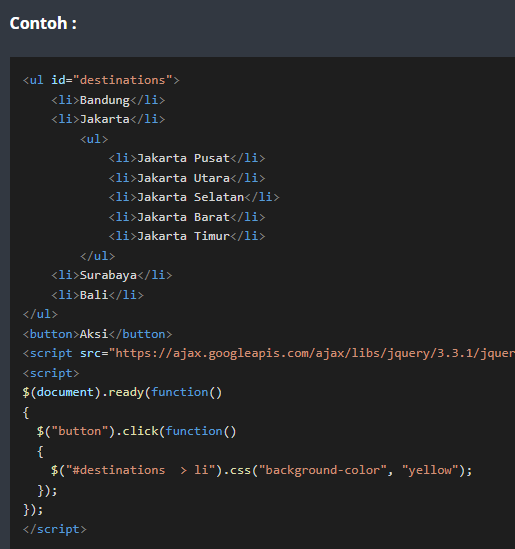 Contoh :
<ul id="destinations">
    <li>Bandung</li>
    <li>Jakarta</li>
        <ul>
            <li>Jakarta Pusat</li>
            <li>Jakarta Utara</li>
            <li>Jakarta Selatan</li>
            <li>Jakarta Barat</li>
            <li>Jakarta Timur</li>
        </ul>
    <li>Surabaya</li>
    <li>Bali</li>
</ul>
<button>Aksi</button>
<script src="https://ajax.googleapis.com/ajax/libs/jquery/3.3.1/jquer
<script>
$(document).ready(function()
{
  $("button").click(function()
  {
    $("#destinations  > li").css("background-color", "yellow");
  });
});
</script>